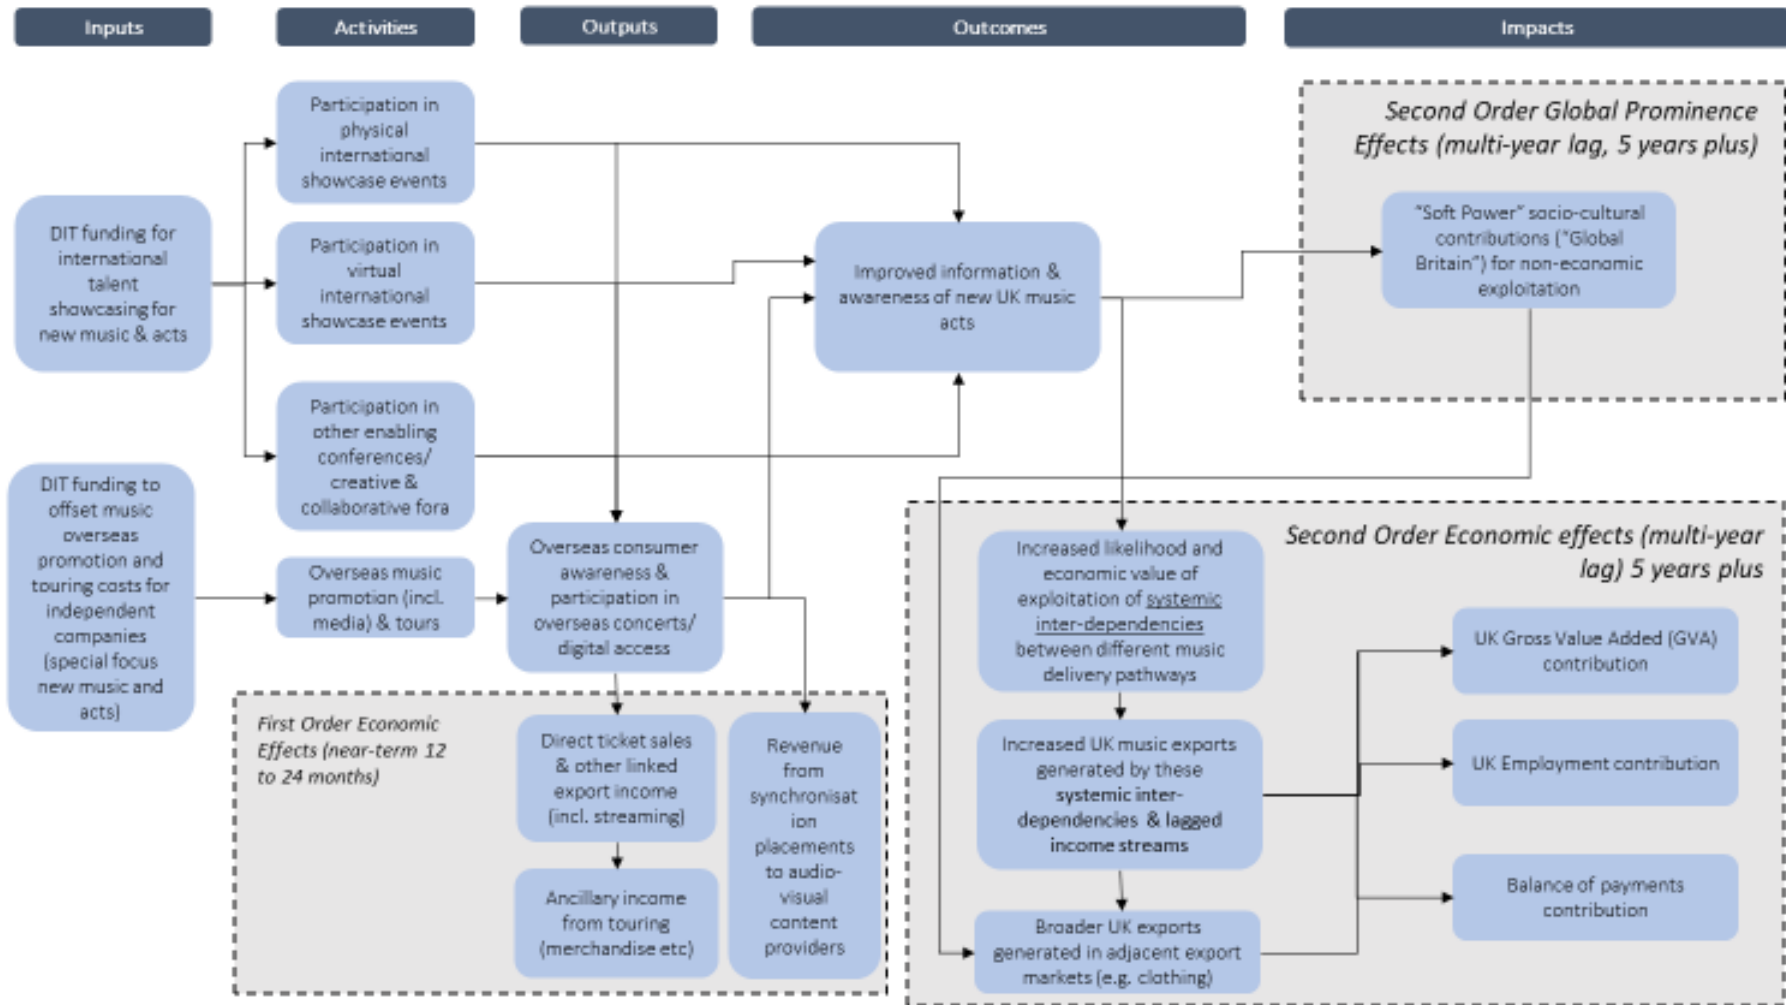 Inputs
Activities
Outputs
Outcomes
Impacts
DIT funding for
international
talent
showcasing for
new music & acts
DIT funding to
offset music
overseas
promotion and
touring costs for
independent
companies
(special focus
new music and
acts)
Participation in
physical
international
showcase events
Participation in
virtual
international
showcase events
Participation in
other enabling
conferences/
creative &
collaborative fora
Overseas music
promotion (incl.
media) & tours
Overseas consumer
awareness &
participation in
overseas concerts/
digital access
First Order Economic
Effects (near-term 12
to 24 months)
Direct ticket sales
& other linked
export income
(incl. streaming)
Ancillary income
from touring
(merchandise etc)
Revenue
from
synchronisat
ion
placements
to audio-
visual
content
providers
Improved information &
awareness of new UK music
acts
Second Order Global Prominence
Effects (multi-year lag, 5 years plus)
"Soft Power" socio-cultural
contributions ("Global
Britain") for non-economic
exploitation
Second Order Economic effects (multi-year
lag) 5 years plus
Increased likelihood and
economic value of
exploitation of systemic
inter-dependencies
between different music
delivery pathways
Increased UK music exports
generated by these
systemic inter-
dependencies & lagged
income streams
Broader UK exports
generated in adjacent export
markets (e.g. clothing)
UK Gross Value Added (GVA)
contribution
UK Employment contribution
Balance of payments
contribution